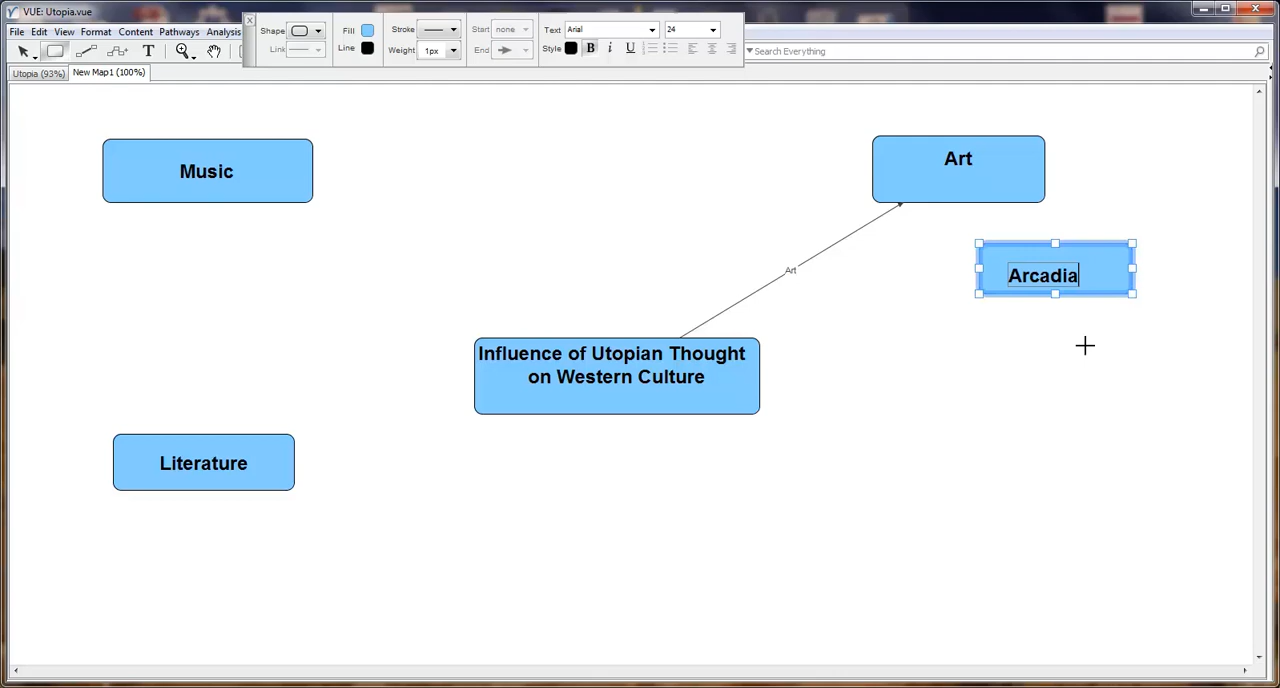 VUE: Utopia.vue
File Edit View Format Content Pathways Analysis
Shape: Link: Fill Line Stroke Weight 1px Start none End Text Arial 24 Style B i U
Search Everything
Utopia (93%) New Map1 (100%)
Music
Art
Arcadia
Art
Influence of Utopian Thought
on Western Culture
Literature